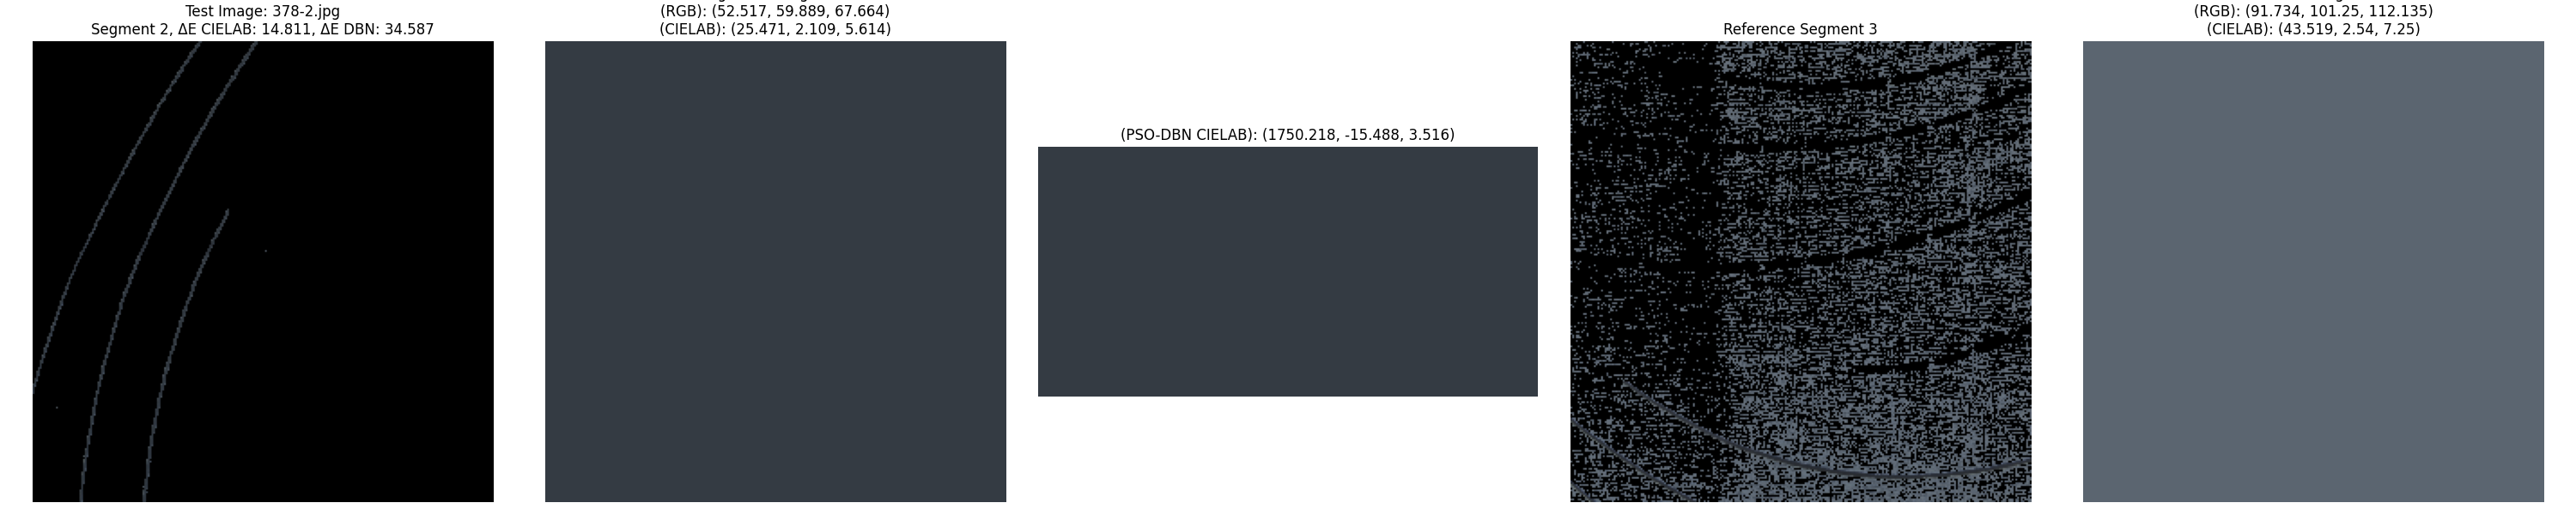 Test Image: 378-2.jpg
Segment 2, ΔE CIELAB: 14.811, ΔE DBN: 34.587
(RGB): (52.517, 59.889, 67.664)
(CIELAB): (25.471, 2.109, 5.614)
(PSO-DBN CIELAB): (1750.218, -15.488, 3.516)
Reference Segment 3
(RGB): (91.734, 101.25, 112.135)
(CIELAB): (43.519, 2.54, 7.25)